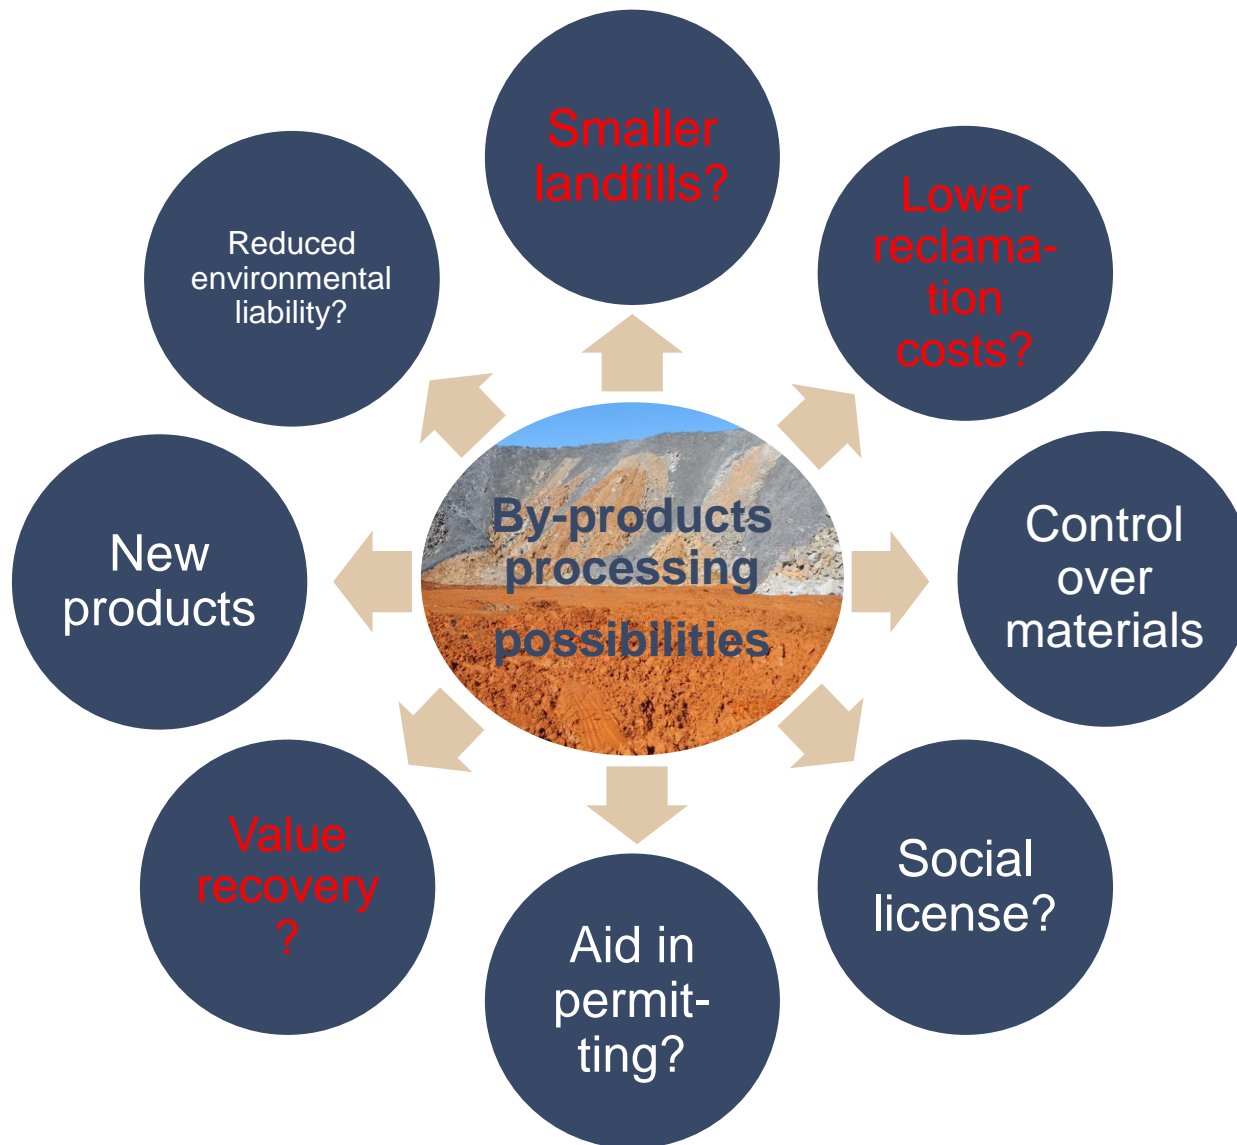 Smaller
landfills?
Lower
reclama-
tion
costs?
Control
over
materials
Social
license?
Aid in
permit-
ting?
Value
recovery
?
New
products
Reduced
environmental
liability?
By-products
processing
possibilities